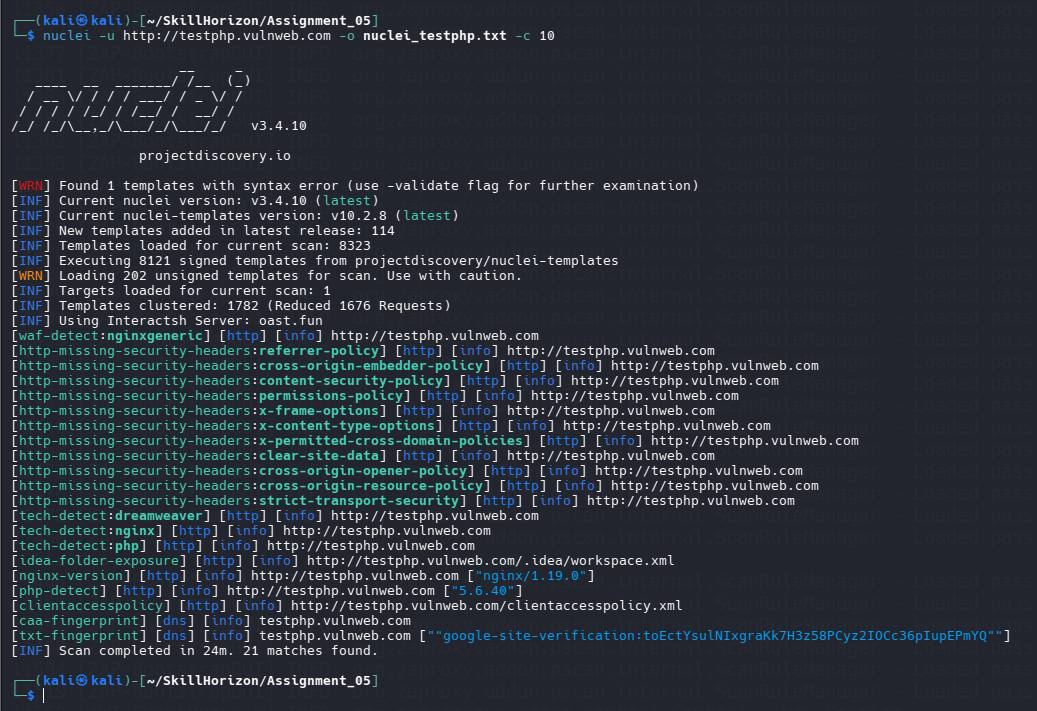 ┌──(kali㉿kali)-[~/SkillHorizon/Assignment_05]
└─$ nuclei -u http://testphp.vulnweb.com -o nuclei_testphp.txt -c 10
                     __     _
   ____  __  _______/ /__  (_)
  / __ \/ / / / ___/ / _ \/ /
 / / / / /_/ / /__/ /  __/ /
/_/ /_/\__,_/\___/_/\___/_/   v3.4.10
projectdiscovery.io
[WRN] Found 1 templates with syntax error (use -validate flag for further examination)
[INF] Current nuclei version: v3.4.10 (latest)
[INF] Current nuclei-templates version: v10.2.8 (latest)
[INF] New templates added in latest release: 114
[INF] Templates loaded for current scan: 8323
[INF] Executing 8121 signed templates from projectdiscovery/nuclei-templates
[WRN] Loading 202 unsigned templates for scan. Use with caution.
[INF] Targets loaded for current scan: 1
[INF] Templates clustered: 1782 (Reduced 1676 Requests)
[INF] Using Interactsh Server: oast.fun
[waf-detect:nginxgeneric] [http] [info] http://testphp.vulnweb.com
[http-missing-security-headers:referrer-policy] [http] [info] http://testphp.vulnweb.com
[http-missing-security-headers:cross-origin-embedder-policy] [http] [info] http://testphp.vulnweb.com
[http-missing-security-headers:content-security-policy] [http] [info] http://testphp.vulnweb.com
[http-missing-security-headers:permissions-policy] [http] [info] http://testphp.vulnweb.com
[http-missing-security-headers:x-frame-options] [http] [info] http://testphp.vulnweb.com
[http-missing-security-headers:x-content-type-options] [http] [info] http://testphp.vulnweb.com
[http-missing-security-headers:x-permitted-cross-domain-policies] [http] [info] http://testphp.vulnweb.com
[http-missing-security-headers:clear-site-data] [http] [info] http://testphp.vulnweb.com
[http-missing-security-headers:cross-origin-opener-policy] [http] [info] http://testphp.vulnweb.com
[http-missing-security-headers:cross-origin-resource-policy] [http] [info] http://testphp.vulnweb.com
[http-missing-security-headers:strict-transport-security] [http] [info] http://testphp.vulnweb.com
[tech-detect:dreamweaver] [http] [info] http://testphp.vulnweb.com
[tech-detect:nginx] [http] [info] http://testphp.vulnweb.com
[tech-detect:php] [http] [info] http://testphp.vulnweb.com
[idea-folder-exposure] [http] [info] http://testphp.vulnweb.com/.idea/workspace.xml
[nginx-version] [http] [info] http://testphp.vulnweb.com ["nginx/1.19.0"]
[php-detect] [http] [info] http://testphp.vulnweb.com ["5.6.40"]
[clientaccesspolicy] [http] [info] http://testphp.vulnweb.com/clientaccesspolicy.xml
[caa-fingerprint] [dns] [info] testphp.vulnweb.com
[txt-fingerprint] [dns] [info] testphp.vulnweb.com [""google-site-verification:toEctYsulNIxgraKk7H3z58PCyz2IOCc36pIupEPmYQ""]
[INF] Scan completed in 24m. 21 matches found.
┌──(kali㉿kali)-[~/SkillHorizon/Assignment_05]
└─$